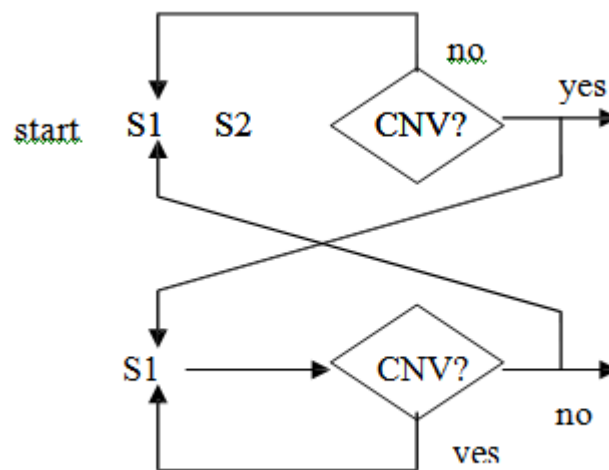 no
yes
start S1 S2 CNV?
S1 CNV?
no
yes